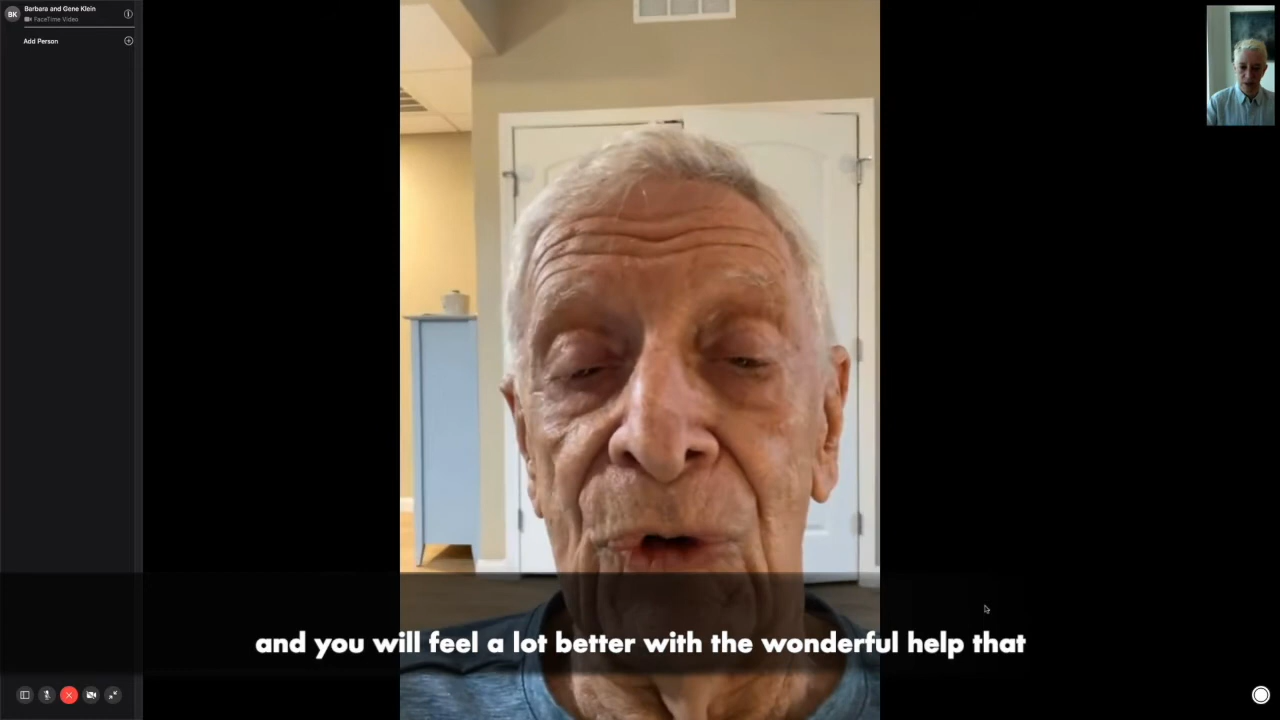 BK
Barbara and Gene Klein
FaceTime Video
Add Person
and you will feel a lot better with the wonderful help that